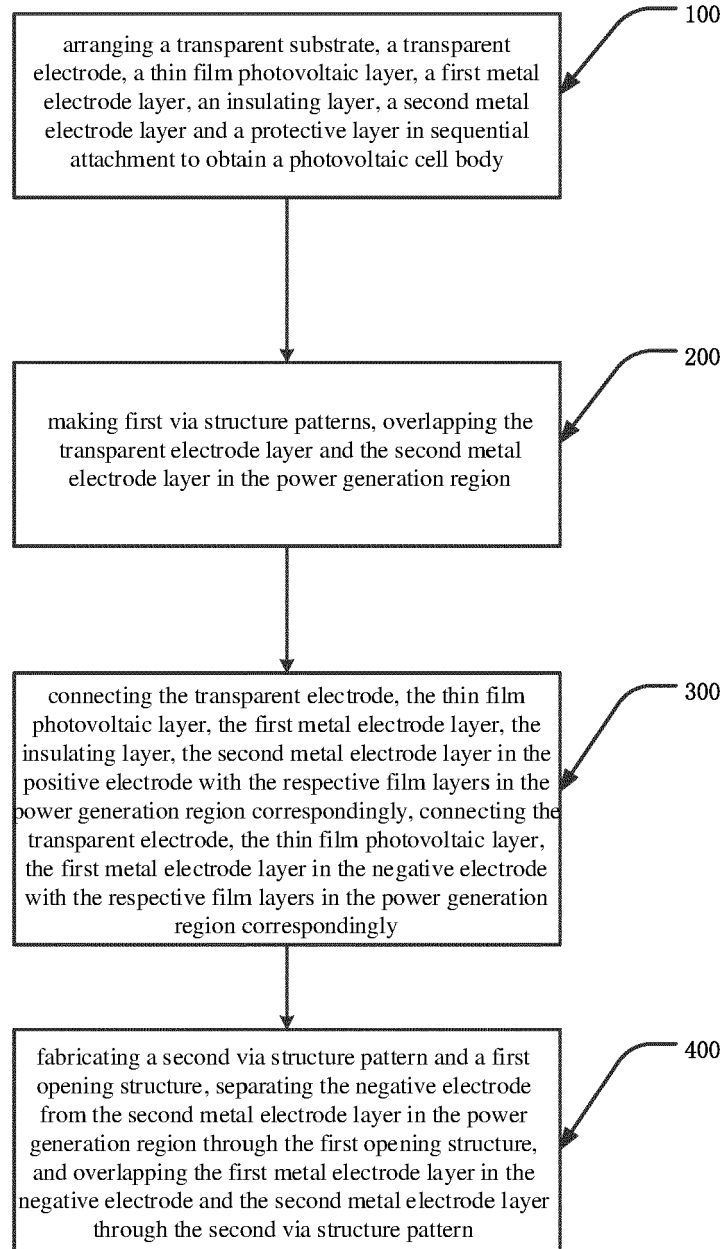 100
arranging a transparent substrate, a transparent
electrode, a thin film photovoltaic layer, a first metal
electrode layer, an insulating layer, a second metal
electrode layer and a protective layer in sequential
attachment to obtain a photovoltaic cell body
200
making first via structure patterns, overlapping the
transparent electrode layer and the second metal
electrode layer in the power generation region
300
connecting the transparent electrode, the thin film
photovoltaic layer, the first metal electrode layer, the
insulating layer, the second metal electrode layer in the
positive electrode with the respective film layers in the
power generation region correspondingly, connecting the
transparent electrode, the thin film photovoltaic layer,
the first metal electrode layer in the negative electrode
with the respective film layers in the power generation
region correspondingly
400
fabricating a second via structure pattern and a first
opening structure, separating the negative electrode
from the second metal electrode layer in the power
generation region through the first opening structure,
and overlapping the first metal electrode layer in the
negative electrode and the second metal electrode layer
through the second via structure pattern